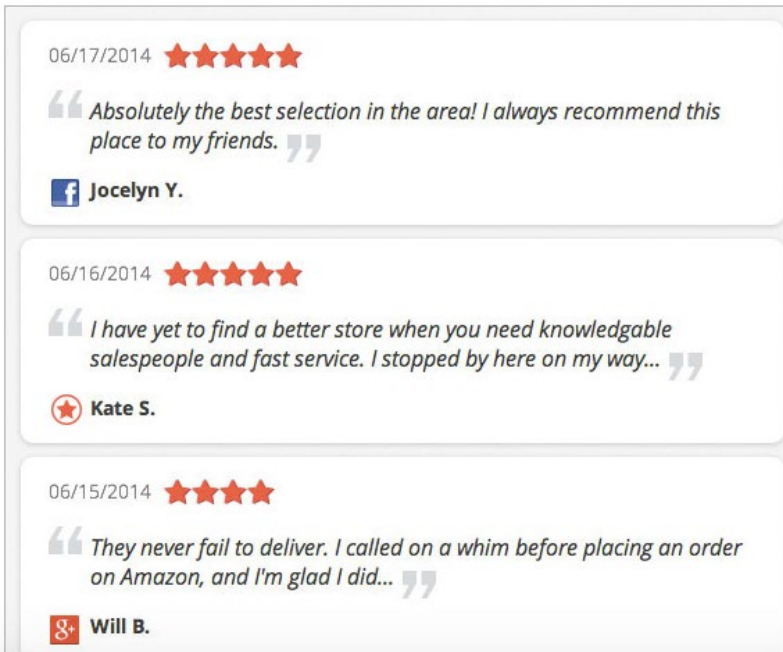 06/17/2014
“ Absolutely the best selection in the area! I always recommend this
place to my friends. ”
f Jocelyn Y.
06/16/2014
“ I have yet to find a better store when you need knowledgable
salespeople and fast service. I stopped by here on my way... ”
Kate S.
06/15/2014
“ They never fail to deliver. I called on a whim before placing an order
on Amazon, and I'm glad I did... ”
g+ Will B.